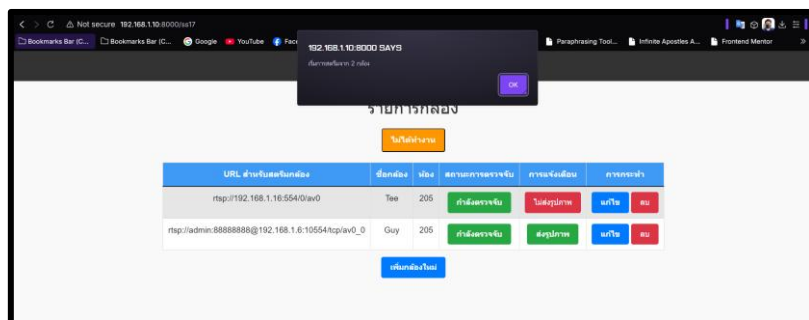 Not secure 192.168.1.10:8000/ss17
Bookmarks Bar (C... Bookmarks Bar (C... Google YouTube Face Paraphrasing Tool... Infinite Apostles A... Frontend Mentor »
192.168.1.10:8000 SAYS
เริ่มการสตรีมจาก 2 กล้อง
OK
รายการกล้อง
ไม่ได้ทำงาน
URL สำหรับสตรีมกล้อง ชื่อกล้อง ห้อง สถานะการตรวจจับ การแจ้งเตือน การกระทำ
rtsp://192.168.1.16:554/0/av0 Tee 205 กำลังตรวจจับ ไม่ส่งรูปภาพ แก้ไข ลบ
rtsp://admin:88888888@192.168.1.6:10554/tcp/av0_0 Guy 205 กำลังตรวจจับ ส่งรูปภาพ แก้ไข ลบ
เพิ่มกล้องใหม่